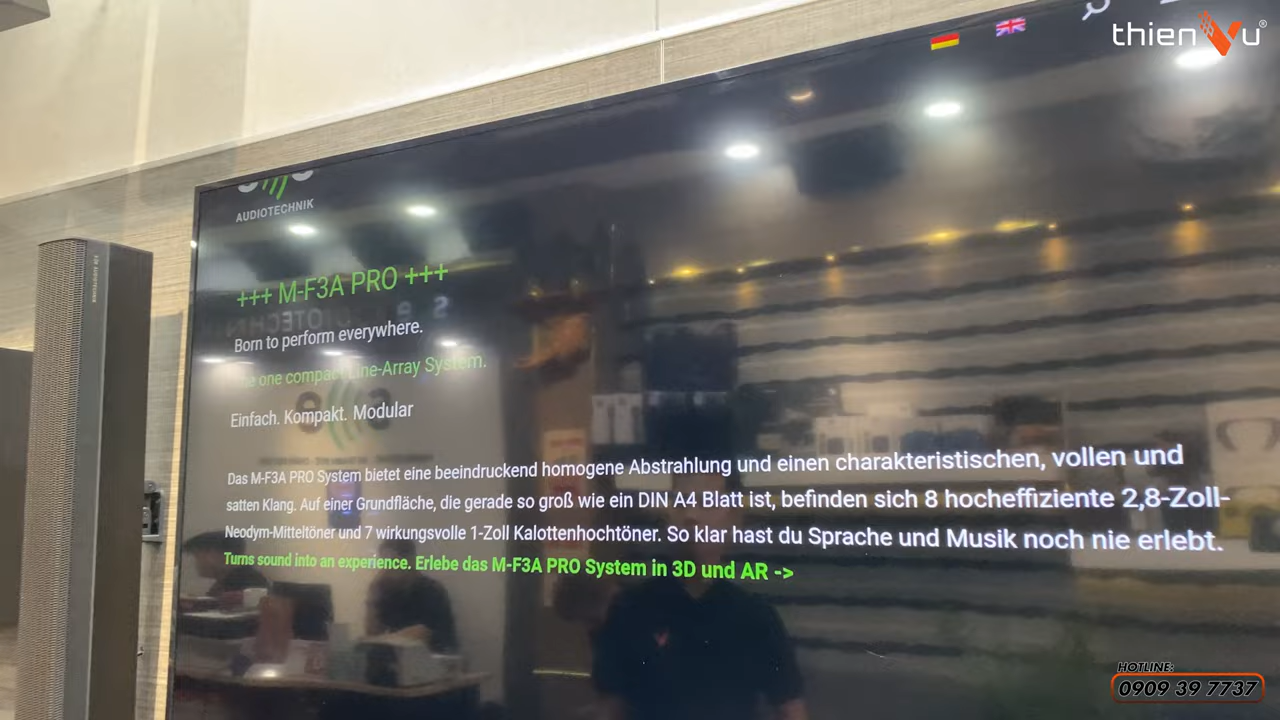 thienVu®
AUDIOTECHNIK
+++ M-F3A PRO +++
Born to perform everywhere.
one compact Line-Array System.
Einfach. Kompakt. Modular
Das M-F3A PRO System bietet eine beeindruckend homogene Abstrahlung und einen charakteristischen, vollen und
satten Klang. Auf einer Grundfläche, die gerade so groß wie ein DIN A4 Blatt ist, befinden sich 8 hocheffiziente 2,8-Zoll-
Neodym-Mitteltöner und 7 wirkungsvolle 1-Zoll Kalottenhochtöner. So klar hast du Sprache und Musik noch nie erlebt.
Turns sound into an experience. Erlebe das M-F3A PRO System in 3D und AR ->
HOTLINE:
0909 39 7737